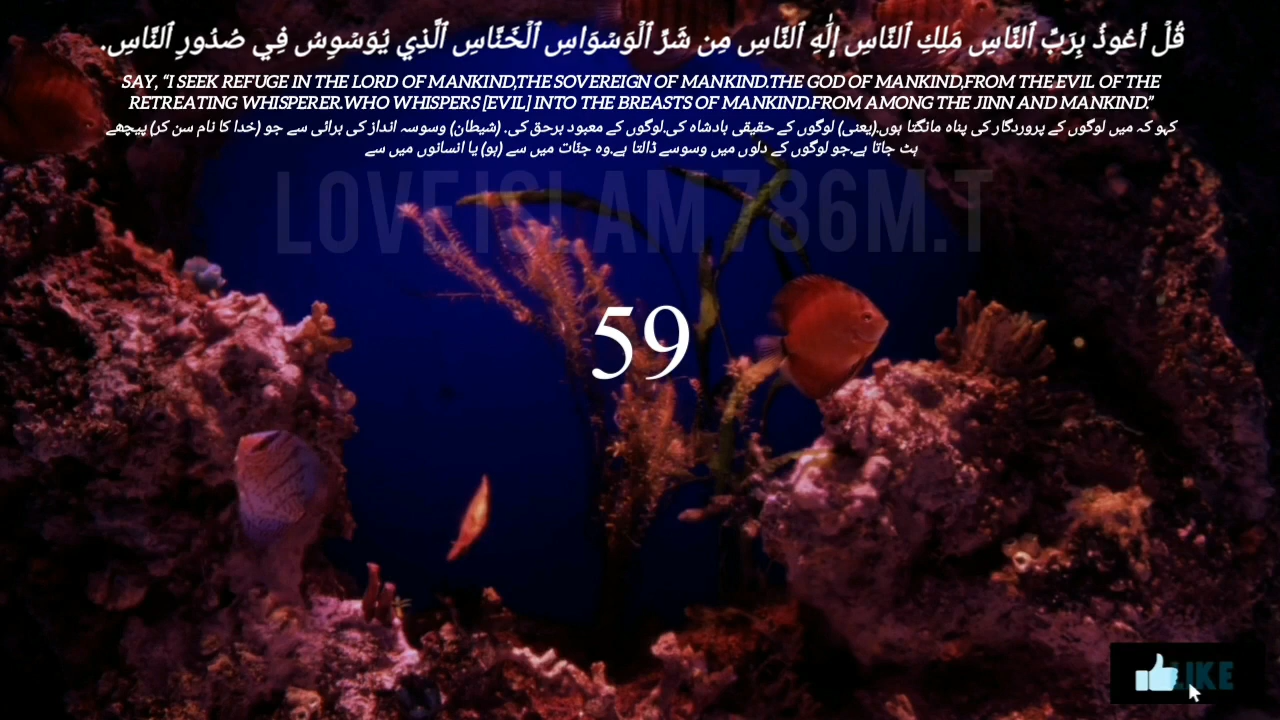 قُلْ أَعُوذُ بِرَبِّ ٱلنَّاسِ مَلِكِ ٱلنَّاسِ إِلَٰهِ ٱلنَّاسِ مِن شَرِّ ٱلْوَسْوَاسِ ٱلْخَنَّاسِ ٱلَّذِي يُوَسْوِسُ فِي صُدُورِ ٱلنَّاسِ.
SAY, “I SEEK REFUGE IN THE LORD OF MANKIND,THE SOVEREIGN OF MANKIND.THE GOD OF MANKIND,FROM THE EVIL OF THE
RETREATING WHISPERER.WHO WHISPERS [EVIL] INTO THE BREASTS OF MANKIND.FROM AMONG THE JINN AND MANKIND.”
کہو کہ میں لوگوں کے پروردگار کی پناہ مانگتا ہوں.(یعنی) لوگوں کے حقیقی بادشاہ کی.لوگوں کے معبود برحق کی. (شیطان) وسوسہ انداز کی برائی سے جو (خدا کا نام سن کر) پیچھے
ہٹ جاتا ہے.جو لوگوں کے دلوں میں وسوسے ڈالتا ہے.وہ جنّات میں سے (ہو) یا انسانوں میں سے
LOVE ISLAM 786M.T
59
LIKE